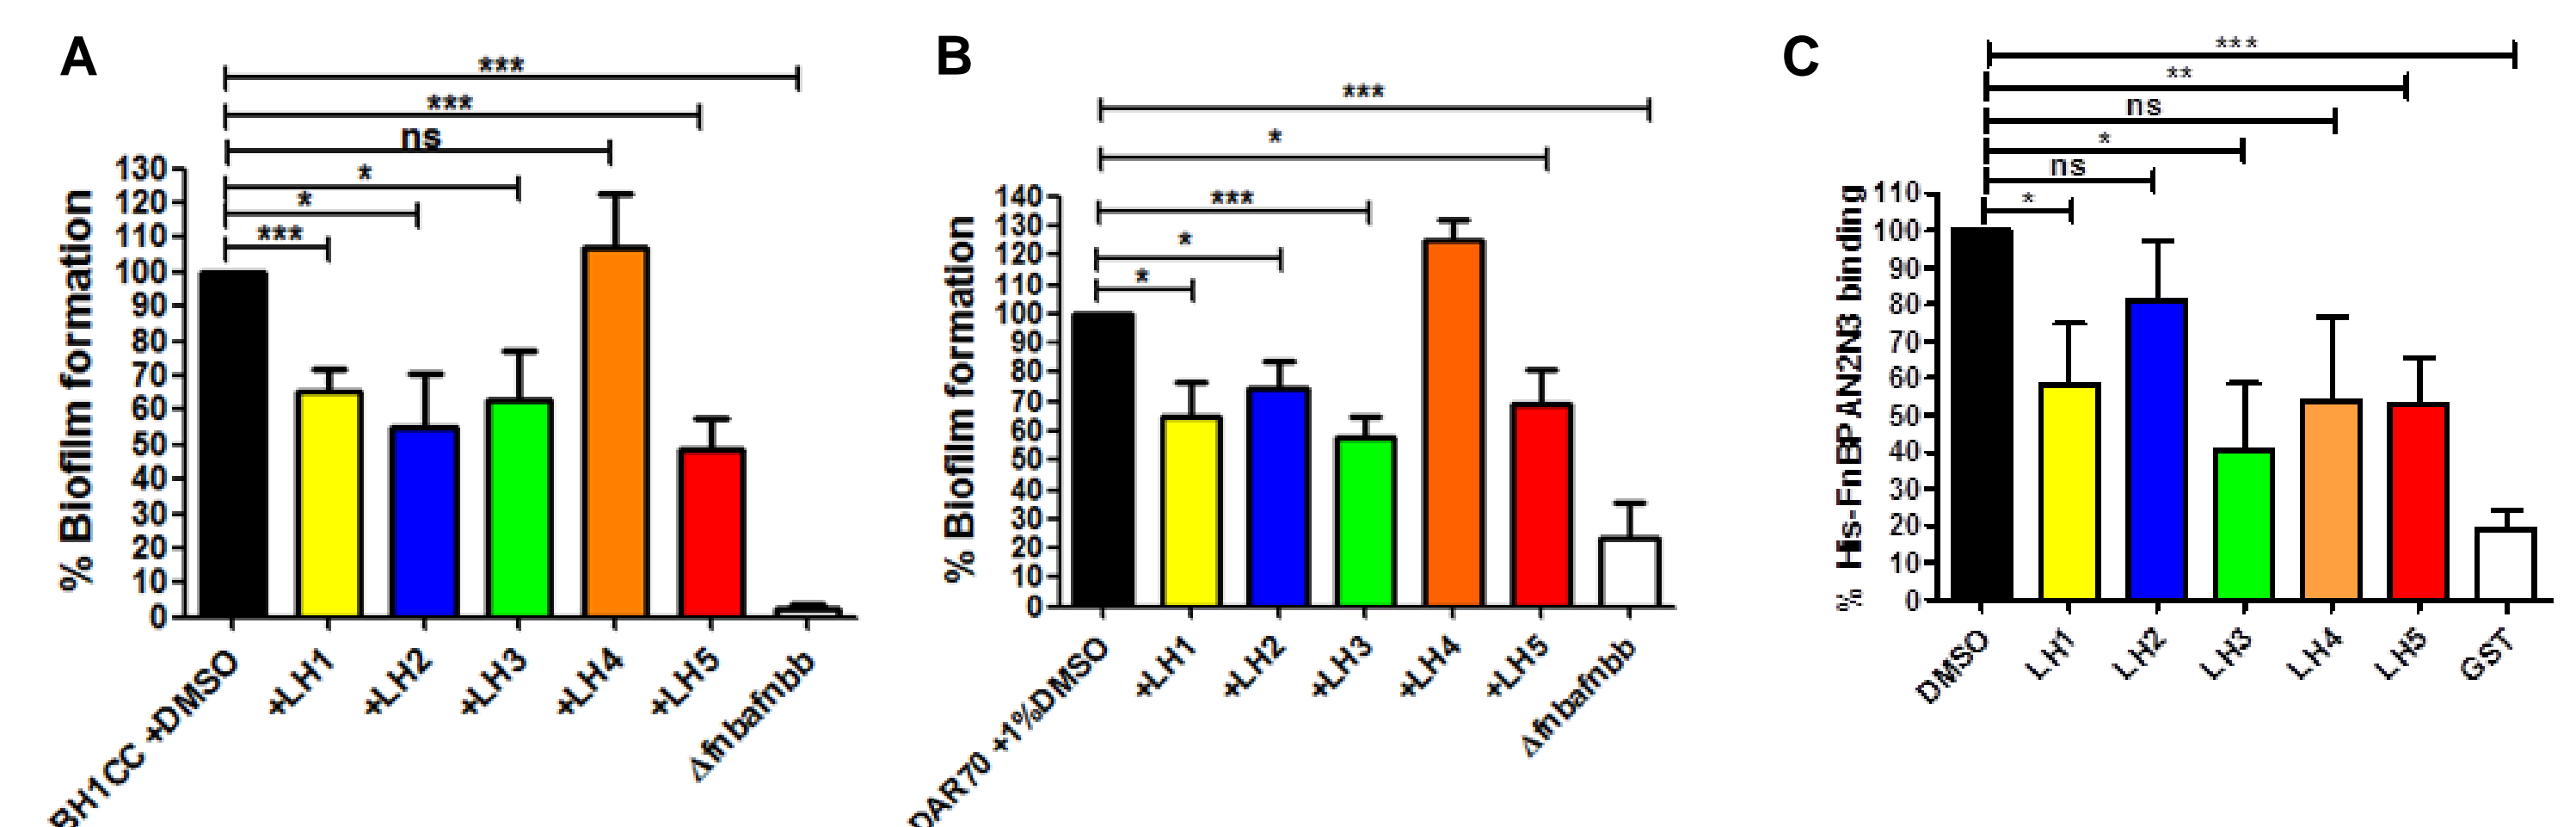 A
***
***
ns
*
*
***
% Biofilm formation
130
120
110
100
90
80
70
60
50
40
30
20
10
0
BH1CC +DMSO
+LH1
+LH2
+LH3
+LH4
+LH5
Δfnbafnbb
B
***
*
***
*
*
% Biofilm formation
140
130
120
110
100
90
80
70
60
50
40
30
20
10
0
DAR70 +1%DMSO
+LH1
+LH2
+LH3
+LH4
+LH5
Δfnbafnbb
C
***
**
ns
*
ns
*
% His-FnBPAN2N3 binding
110
100
90
80
70
60
50
40
30
20
10
0
DMSO
LH1
LH2
LH3
LH4
LH5
GST